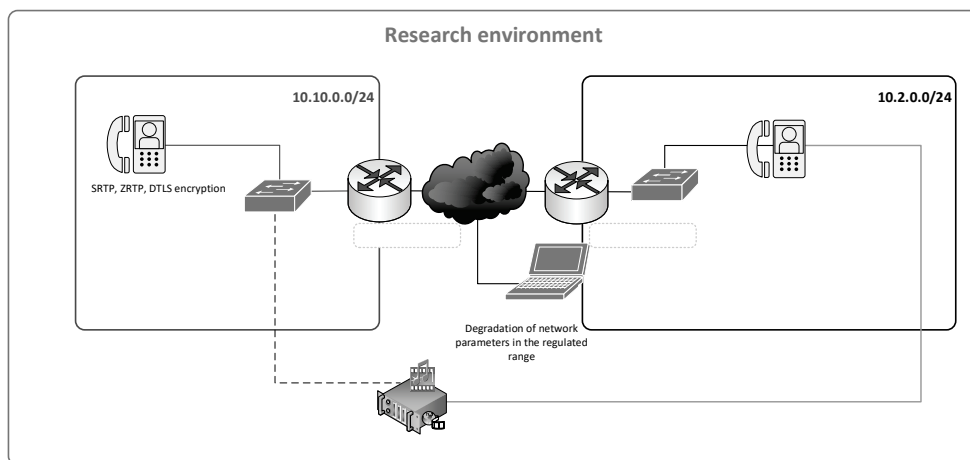 Research environment
10.10.0.0/24
10.2.0.0/24
SRTP, ZRTP, DTLS encryption
Degradation of network
parameters in the regulated
range